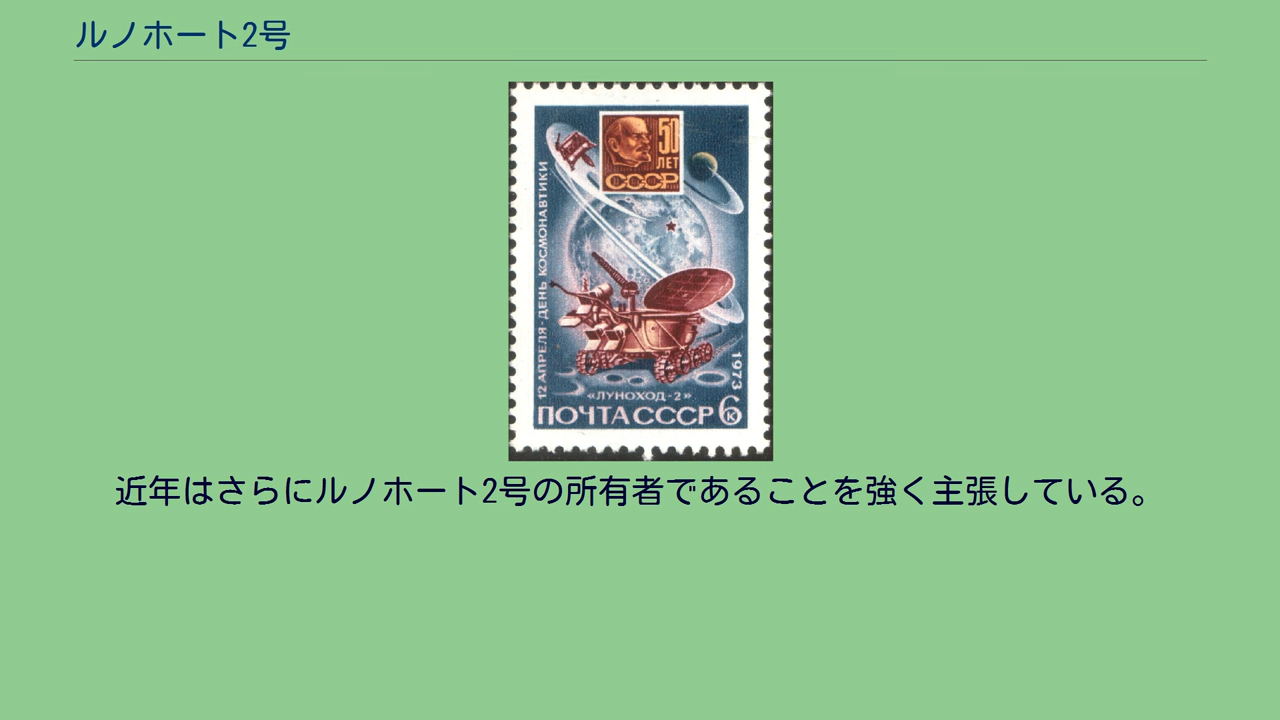 ルノホート2号
50
ЛЕТ
СССР
12 АПРЕЛЯ-ДЕНЬ КОСМОНАВТИКИ
1973
«ЛУНОХОД-2»
ПОЧТА СССР 6к
近年はさらにルノホート2号の所有者であることを強く主張している。